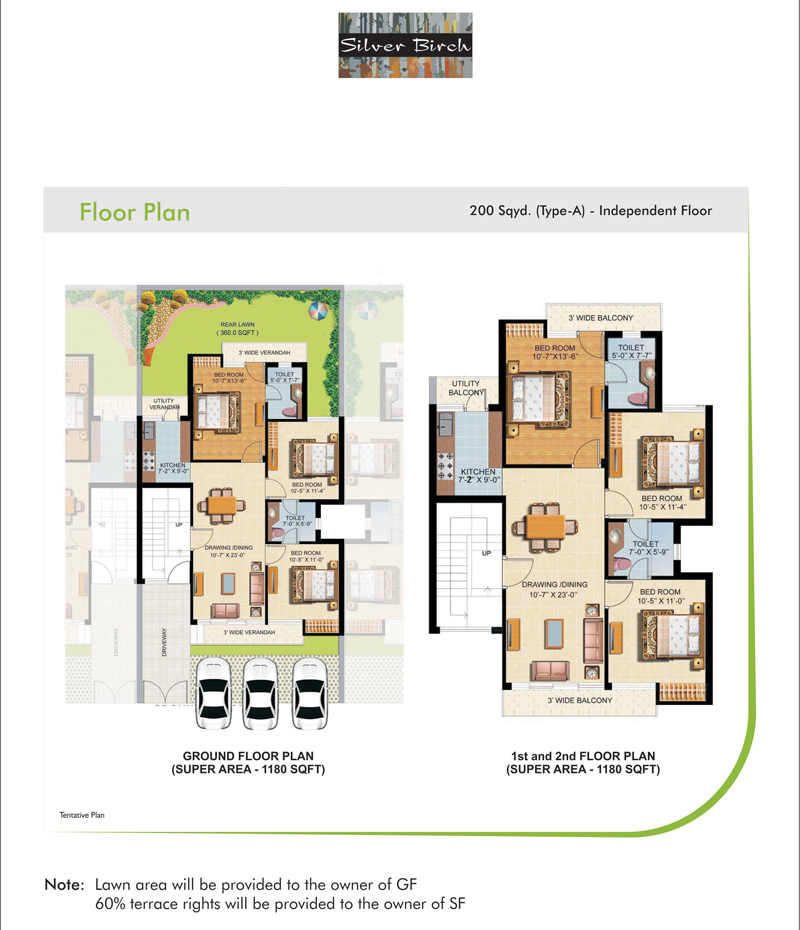 Silver Birch
Floor Plan
200 Sqyd. (Type-A) - Independent Floor
REAR LAWN
( 360.0 SQFT )
3' WIDE VERANDAH
BED ROOM
10'-7"X13'-6"
TOILET
5'-0" X 7'-7"
UTILITY
VERANDAH
KITCHEN
7'-2" X 9'-0"
BED ROOM
10'-5" X 11'-4"
TOILET
7'-0" X 5'-9"
UP
DRAWING /DINING
10'-7" X 23'-0"
BED ROOM
10'-5" X 11'-0"
3' WIDE VERANDAH
DRIVEWAY
DRIVEWAY
GROUND FLOOR PLAN
(SUPER AREA - 1180 SQFT)
3' WIDE BALCONY
BED ROOM
10'-7"X13'-6"
TOILET
5'-0" X 7'-7"
UTILITY
BALCONY
KITCHEN
7'-2" X 9'-0"
BED ROOM
10'-5" X 11'-4"
UP
TOILET
7'-0" X 5'-9"
DRAWING /DINING
10'-7" X 23'-0"
BED ROOM
10'-5" X 11'-0"
3' WIDE BALCONY
1st and 2nd FLOOR PLAN
(SUPER AREA - 1180 SQFT)
Tentative Plan
Note: Lawn area will be provided to the owner of GF
60% terrace rights will be provided to the owner of SF